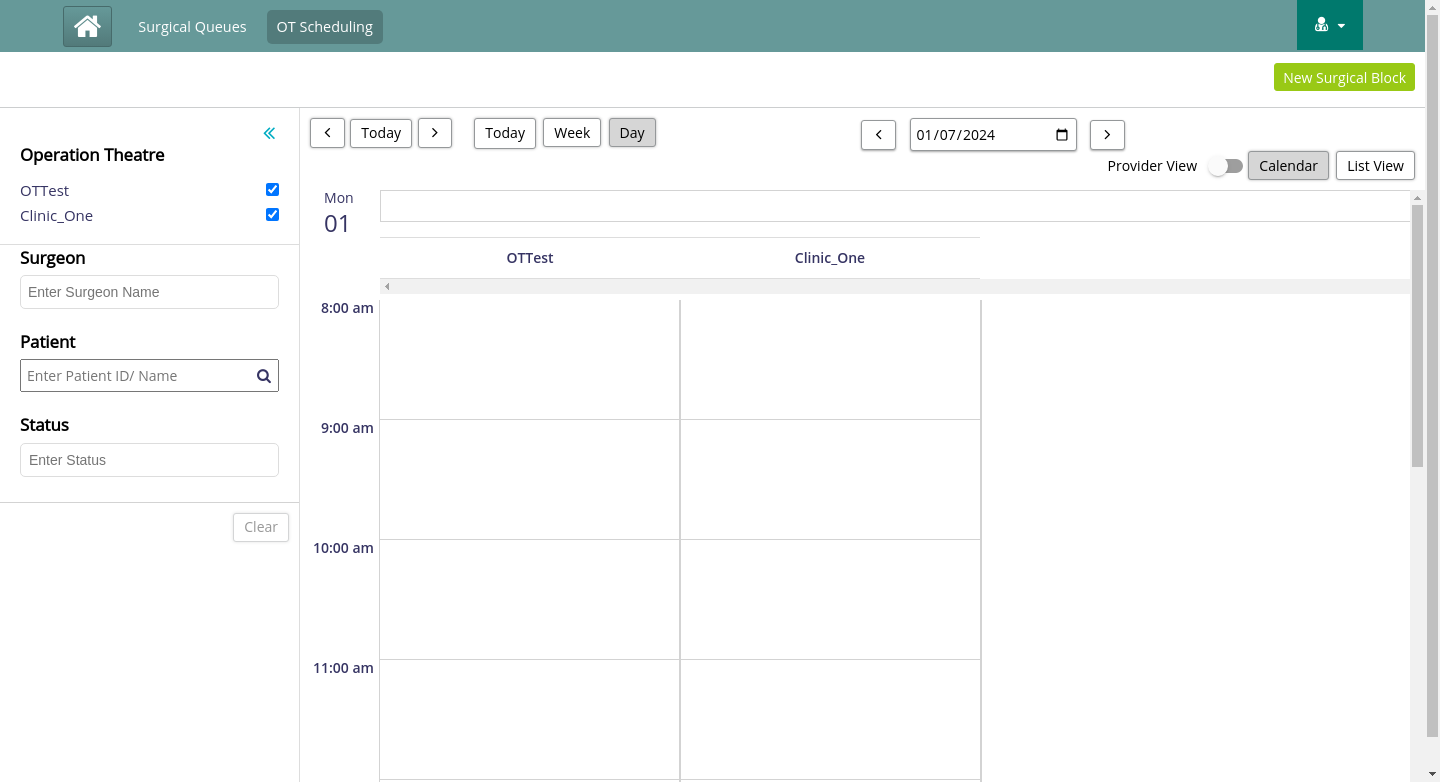 Surgical Queues
OT Scheduling
New Surgical Block
Today
Today
Week
Day
01/07/2024
Provider View
Calendar
List View
Operation Theatre
OTTest
Clinic_One
Surgeon
Enter Surgeon Name
Patient
Enter Patient ID/ Name
Status
Enter Status
Clear
Mon
01
OTTest
Clinic_One
8:00 am
9:00 am
10:00 am
11:00 am